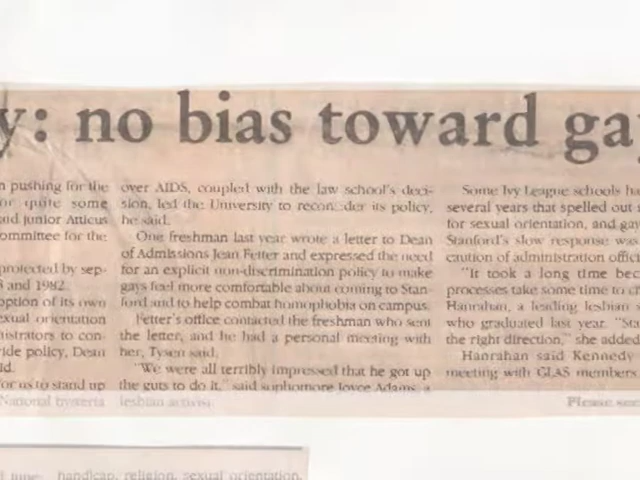 y: no bias toward gay
n pushing for the
or quite some
aid junior Atticus
ommittee for the
protected by sep-
and 1982.
option of its own
exual orientation
nistrators to con-
ide policy, Dean
ld.
for us to stand up
National hysteria
over AIDS, coupled with the law school's deci-
sion, led the University to reconsider its policy,
he said.
One freshman last year wrote a letter to Dean
of Admissions Jean Fetter and expressed the need
for an explicit non-discrimination policy to make
gays feel more comfortable about coming to Stan-
ford and to help combat homophobia on campus.
Fetter's office contacted the freshman who sent
the letter, and he had a personal meeting with
her, Tysen said.
"We were all terribly impressed that he got up
the guts to do it," said sophomore Joyce Adams, a
lesbian activist.
Some Ivy League schools ha
several years that spelled out s
for sexual orientation, and gay
Stanford's slow response was
caution of administration offici
"It took a long time bec
processes take some time to ch
Hanrahan, a leading lesbian
who graduated last year. "Sta
the right direction," she added
Hanrahan said Kennedy
meeting with GLAS members
Please see
handicap, religion, sexual orientation,